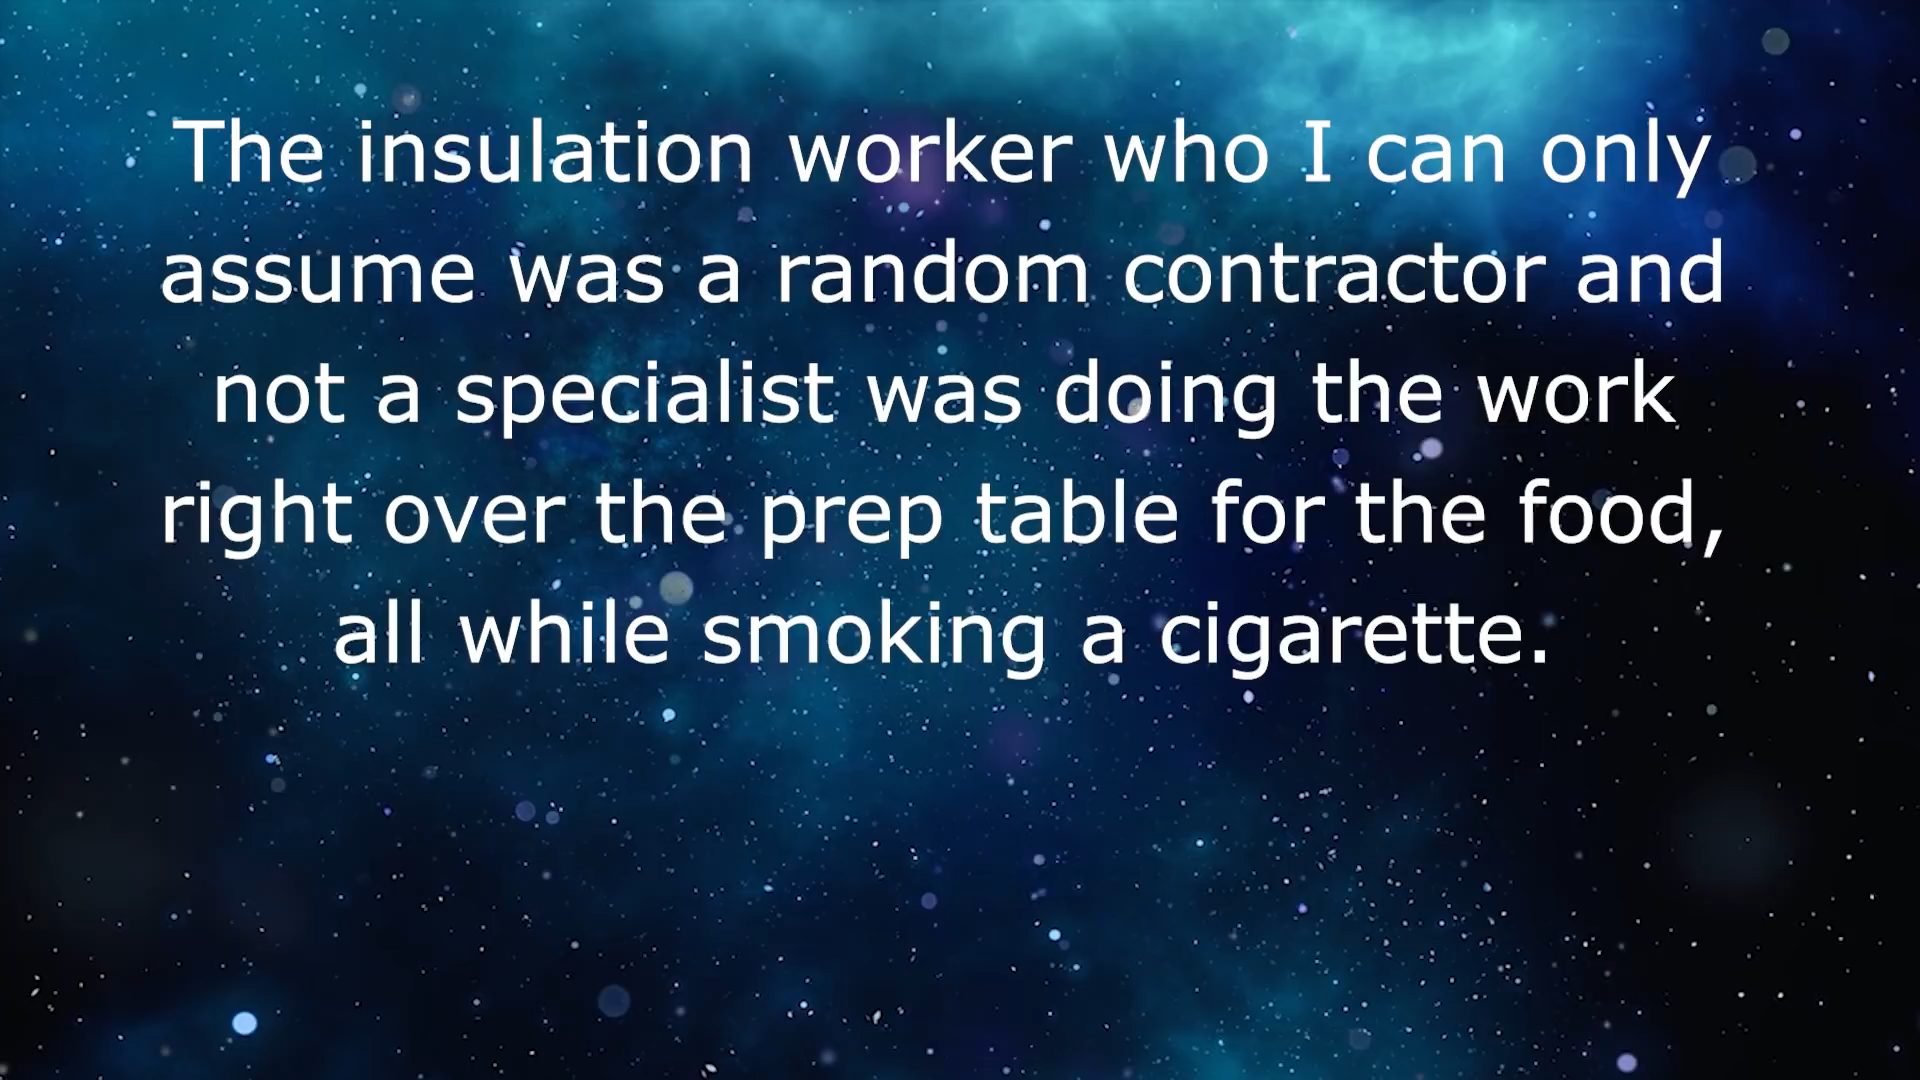 The insulation worker who I can only
assume was a random contractor and
not a specialist was doing the work
right over the prep table for the food,
all while smoking a cigarette.